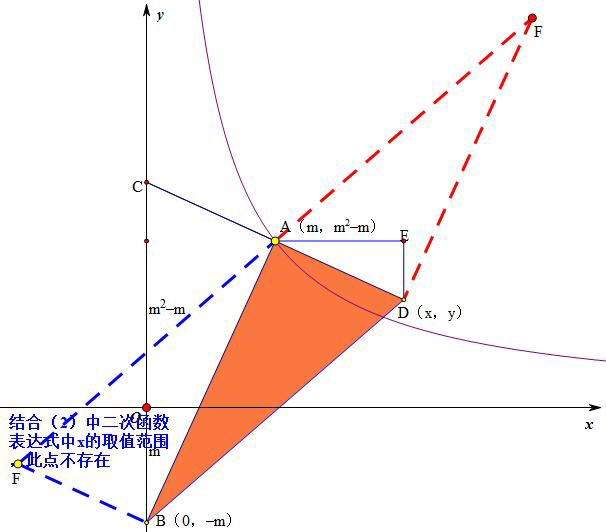 y
F
C
A（m，m²−m）
E
m²−m
D（x，y）
O
x
结合（2）中二次函数
表达式中x的取值范围
，此点不存在
m
F
B（0，−m）